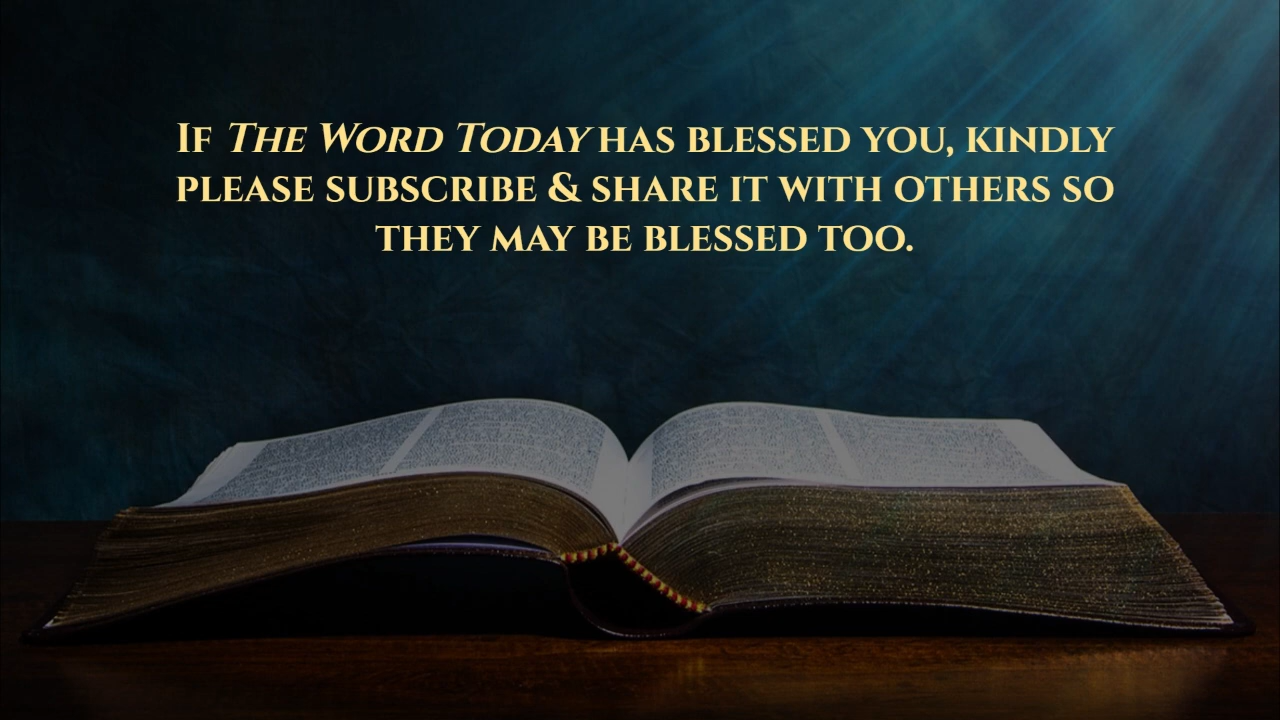 If The Word Today has blessed you, kindly
please subscribe & share it with others so
they may be blessed too.